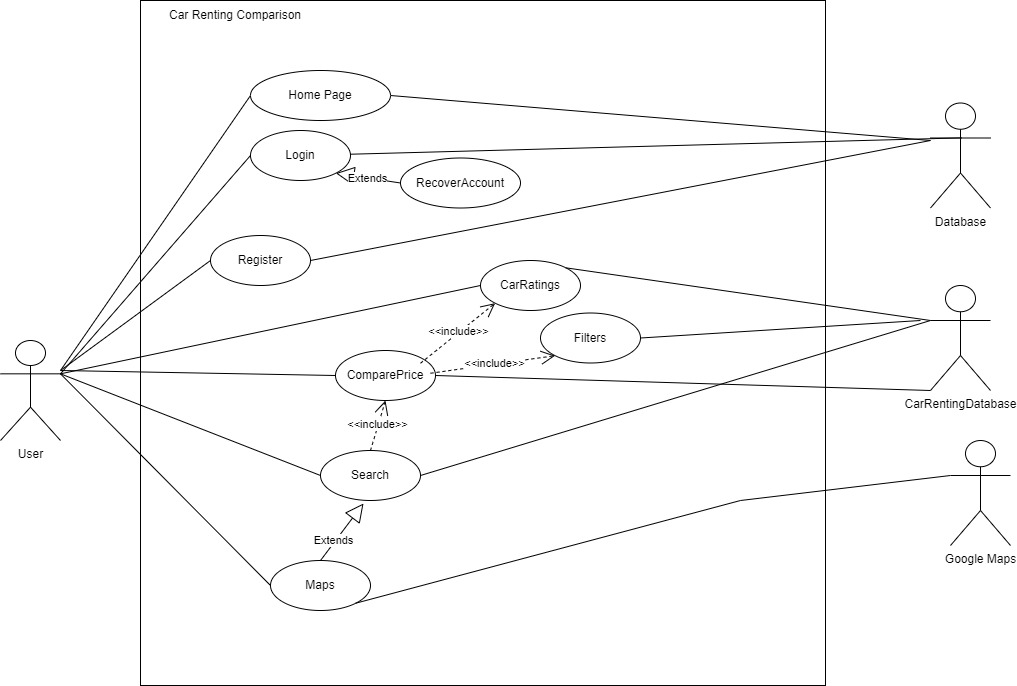 Car Renting Comparison
Home Page
Login
Extends
RecoverAccount
Database
Register
CarRatings
<<include>>
Filters
<<include>>
ComparePrice
CarRentingDatabase
<<include>>
User
Search
Extends
Google Maps
Maps